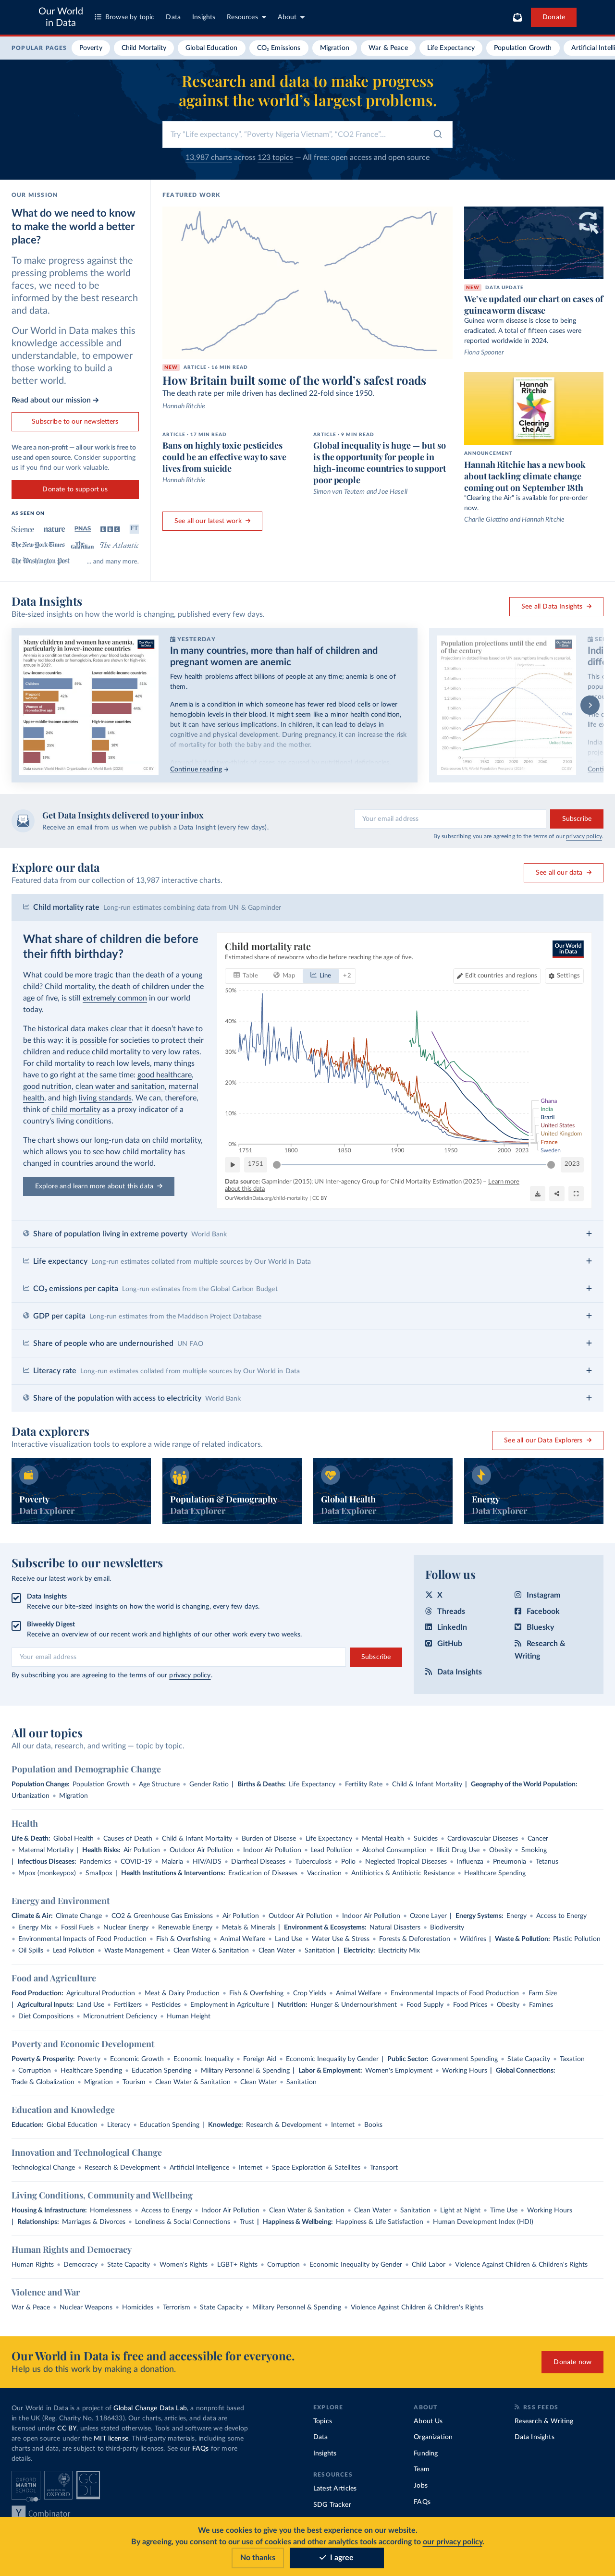 Our World
in Data
Browse by topic
Data
Insights
Resources
About
Donate
POPULAR PAGES
Poverty
Child Mortality
Global Education
CO₂ Emissions
Migration
War & Peace
Life Expectancy
Population Growth
Artificial
Research and data to make progress
against the world's largest problems.
Try "Life expectancy", "Poverty Nigeria Vietnam", "CO2 France"...
13,987 charts across 123 topics — All free: open access and open source
OUR MISSION
What do we need to know
to make the world a better
place?
To make progress against the
pressing problems the world
faces, we need to be
informed by the best research
and data.
Our World in Data makes this
knowledge accessible and
understandable, to empower
those working to build a
better world.
Read about our mission →
Subscribe to our newsletters
We are a non-profit — all our work is free to
use and open source. Consider supporting
us if you find our work valuable.
Donate to support us
AS SEEN ON
Science
nature
PNAS
BBC
FT
The New York Times
The Guardian
The Atlantic
The Washington Post
... and many more.
FEATURED WORK
NEW ARTICLE • 16 MIN READ
How Britain built some of the world's safest roads
The death rate per mile driven has declined 22-fold since 1950.
Hannah Ritchie
ARTICLE • 17 MIN READ
Bans on highly toxic pesticides
could be an effective way to save
lives from suicide
Hannah Ritchie
ARTICLE • 9 MIN READ
Global inequality is huge — but so
is the opportunity for people in
high-income countries to support
poor people
Simon van Teutem and Joe Hasell
See all our latest work →
NEW DATA UPDATE
We've updated our chart on cases of
guinea worm disease
Guinea worm disease is close to being
eradicated. A total of fifteen cases were
reported worldwide in 2024.
Fiona Spooner
HANNAH
RITCHIE
Clearing
the Air
ANNOUNCEMENT
Hannah Ritchie has a new book
about tackling climate change
coming out on September 18th
"Clearing the Air" is available for pre-order
now.
Charlie Giattino and Hannah Ritchie
Data Insights
Bite-sized insights on how the world is changing, published every few days.
See all Data Insights →
Many children and women have anemia,
particularly in lower-income countries
Low-income countries
Lower-middle-income countries
Children
Pregnant women
Women of reproductive age
Upper-middle-income countries
High-income countries
YESTERDAY
In many countries, more than half of children and
pregnant women are anemic
Few health problems affect billions of people at any time; anemia is one of
them.
Anemia is a condition in which someone has fewer red blood cells or lower
hemoglobin levels in their blood. It might seem like a minor health condition,
but it can have serious implications. In children, it can lead to delays in
cognitive and physical development. During pregnancy, it can increase the risk
of mortality for both the baby and the mother.
Continue reading →
Population projections until the end
of the century
India
China
Europe
United States
Get Data Insights delivered to your inbox
Receive an email from us when we publish a Data Insight (every few days).
Your email address
Subscribe
By subscribing you are agreeing to the terms of our privacy policy.
Explore our data
Featured data from our collection of 13,987 interactive charts.
See all our data →
Child mortality rate Long-run estimates combining data from UN & Gapminder
What share of children die before
their fifth birthday?
What could be more tragic than the death of a young
child? Child mortality, the death of children under the
age of five, is still extremely common in our world
today.
The historical data makes clear that it doesn't have to
be this way: it is possible for societies to protect their
children and reduce child mortality to very low rates.
For child mortality to reach low levels, many things
have to go right at the same time: good healthcare,
good nutrition, clean water and sanitation, maternal
health, and high living standards. We can, therefore,
think of child mortality as a proxy indicator of a
country's living conditions.
The chart shows our long-run data on child mortality,
which allows you to see how child mortality has
changed in countries around the world.
Explore and learn more about this data →
Child mortality rate
Estimated share of newborns who die before reaching the age of five.
Our World
in Data
Table
Map
Line
+2
Edit countries and regions
Settings
50%
40%
30%
20%
10%
0%
1751
1800
1850
1900
1950
2000
2023
Ghana
India
Brazil
United States
United Kingdom
France
Sweden
1751
2023
Data source: Gapminder (2015); UN Inter-agency Group for Child Mortality Estimation (2025) – Learn more
about this data
OurWorldinData.org/child-mortality | CC BY
Share of population living in extreme poverty World Bank
Life expectancy Long-run estimates collated from multiple sources by Our World in Data
CO₂ emissions per capita Long-run estimates from the Global Carbon Budget
GDP per capita Long-run estimates from the Maddison Project Database
Share of people who are undernourished UN FAO
Literacy rate Long-run estimates collated from multiple sources by Our World in Data
Share of the population with access to electricity World Bank
Data explorers
Interactive visualization tools to explore a wide range of related indicators.
See all our Data Explorers →
Poverty
Data Explorer
Population & Demography
Data Explorer
Global Health
Data Explorer
Energy
Data Explorer
Subscribe to our newsletters
Receive our latest work by email.
Data Insights
Receive our bite-sized insights on how the world is changing, every few days.
Biweekly Digest
Receive an overview of our recent work and highlights of our other work every two weeks.
Your email address
Subscribe
By subscribing you are agreeing to the terms of our privacy policy.
Follow us
X
Instagram
Threads
Facebook
LinkedIn
Bluesky
GitHub
Research &
Writing
Data Insights
All our topics
All our data, research, and writing — topic by topic.
Population and Demographic Change
Population Change: Population Growth • Age Structure • Gender Ratio | Births & Deaths: Life Expectancy • Fertility Rate • Child & Infant Mortality | Geography of the World Population:
Urbanization • Migration
Health
Life & Death: Global Health • Causes of Death • Child & Infant Mortality • Burden of Disease • Life Expectancy • Mental Health • Suicides • Cardiovascular Diseases • Cancer
• Maternal Mortality | Health Risks: Air Pollution • Outdoor Air Pollution • Indoor Air Pollution • Lead Pollution • Alcohol Consumption • Illicit Drug Use • Obesity • Smoking
| Infectious Diseases: Pandemics • COVID-19 • Malaria • HIV/AIDS • Diarrheal Diseases • Tuberculosis • Polio • Neglected Tropical Diseases • Influenza • Pneumonia • Tetanus
• Mpox (monkeypox) • Smallpox | Health Institutions & Interventions: Eradication of Diseases • Vaccination • Antibiotics & Antibiotic Resistance • Healthcare Spending
Energy and Environment
Climate & Air: Climate Change • CO2 & Greenhouse Gas Emissions • Air Pollution • Outdoor Air Pollution • Indoor Air Pollution • Ozone Layer | Energy Systems: Energy • Access to Energy
• Energy Mix • Fossil Fuels • Nuclear Energy • Renewable Energy • Metals & Minerals | Environment & Ecosystems: Natural Disasters • Biodiversity
• Environmental Impacts of Food Production • Fish & Overfishing • Animal Welfare • Land Use • Water Use & Stress • Forests & Deforestation • Wildfires | Waste & Pollution: Plastic Pollution
• Oil Spills • Lead Pollution • Waste Management • Clean Water & Sanitation • Clean Water • Sanitation | Electricity: Electricity Mix
Food and Agriculture
Food Production: Agricultural Production • Meat & Dairy Production • Fish & Overfishing • Crop Yields • Animal Welfare • Environmental Impacts of Food Production • Farm Size
| Agricultural Inputs: Land Use • Fertilizers • Pesticides • Employment in Agriculture | Nutrition: Hunger & Undernourishment • Food Supply • Food Prices • Obesity • Famines
• Diet Compositions • Micronutrient Deficiency • Human Height
Poverty and Economic Development
Poverty & Prosperity: Poverty • Economic Growth • Economic Inequality • Foreign Aid • Economic Inequality by Gender | Public Sector: Government Spending • State Capacity • Taxation
• Corruption • Healthcare Spending • Education Spending • Military Personnel & Spending | Labor & Employment: Women's Employment • Working Hours | Global Connections:
Trade & Globalization • Migration • Tourism • Clean Water & Sanitation • Clean Water • Sanitation
Education and Knowledge
Education: Global Education • Literacy • Education Spending | Knowledge: Research & Development • Internet • Books
Innovation and Technological Change
Technological Change • Research & Development • Artificial Intelligence • Internet • Space Exploration & Satellites • Transport
Living Conditions, Community and Wellbeing
Housing & Infrastructure: Homelessness • Access to Energy • Indoor Air Pollution • Clean Water & Sanitation • Clean Water • Sanitation • Light at Night • Time Use • Working Hours
| Relationships: Marriages & Divorces • Loneliness & Social Connections • Trust | Happiness & Wellbeing: Happiness & Life Satisfaction • Human Development Index (HDI)
Human Rights and Democracy
Human Rights • Democracy • State Capacity • Women's Rights • LGBT+ Rights • Corruption • Economic Inequality by Gender • Child Labor • Violence Against Children & Children's Rights
Violence and War
War & Peace • Nuclear Weapons • Homicides • Terrorism • State Capacity • Military Personnel & Spending • Violence Against Children & Children's Rights
Our World in Data is free and accessible for everyone.
Help us do this work by making a donation.
Donate now
Our World in Data is a project of Global Change Data Lab, a nonprofit based
in the UK (Reg. Charity No. 1186433). Our charts, articles, and data are
licensed under CC BY, unless stated otherwise. Tools and software we develop
are open source under the MIT license. Third-party materials, including some
charts and data, are subject to third-party licenses. See our FAQs for more
details.
OXFORD
MARTIN
SCHOOL
UNIVERSITY OF
OXFORD
GC
DL
Y Combinator
EXPLORE
Topics
Data
Insights
RESOURCES
Latest Articles
SDG Tracker
ABOUT
About Us
Organization
Funding
Team
Jobs
FAQs
RSS FEEDS
Research & Writing
Data Insights
We use cookies to give you the best experience on our website.
By agreeing, you consent to our use of cookies and other analytics tools according to our privacy policy.
No thanks
I agree